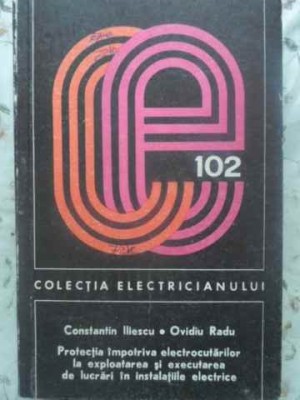 102
COLECȚIA ELECTRICIANULUI
Constantin Iliescu • Ovidiu Radu
Protecția împotriva electrocutărilor
la exploatarea și executarea
de lucrări în instalațiile electrice